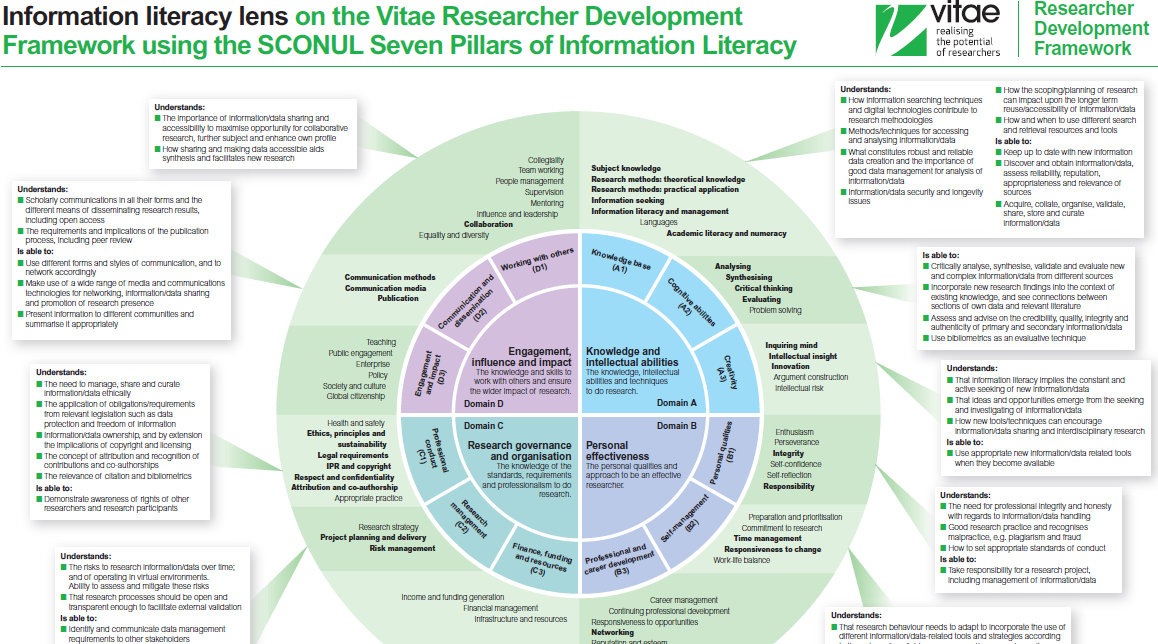 Information literacy lens on the Vitae Researcher Development
Framework using the SCONUL Seven Pillars of Information Literacy
vitae
realising
the potential
of researchers
Researcher
Development
Framework
Understands:
The importance of information/data sharing and
accessibility to maximise opportunity for collaborative
research, further subject and enhance own profile
How sharing and making data accessible aids
synthesis and facilitates new research
Understands:
Scholarly communications in all their forms and the
different means of disseminating research results,
including open access
The requirements and implications of the publication
process, including peer review
Is able to:
Use different forms and styles of communication, and to
network accordingly
Make use of a wide range of media and communications
technologies for networking, information/data sharing
and promotion of research presence
Present information to different communities and
summarise it appropriately
Understands:
The need to manage, share and curate
information/data ethically
The application of obligations/requirements
from relevant legislation such as data
protection and freedom of information
Information/data ownership, and by extension
the implications of copyright and licensing
The concept of attribution and recognition of
contributions and co-authorships
The relevance of citation and bibliometrics
Is able to:
Demonstrate awareness of rights of other
researchers and research participants
Understands:
The risks to research information/data over time;
and of operating in virtual environments.
Ability to assess and mitigate these risks
That research processes should be open and
transparent enough to facilitate external validation
Is able to:
Identify and communicate data management
requirements to other stakeholders
Collegiality
Team working
People management
Supervision
Mentoring
Influence and leadership
Collaboration
Equality and diversity
Communication methods
Communication media
Publication
Teaching
Public engagement
Enterprise
Policy
Society and culture
Global citizenship
Health and safety
Ethics, principles and
sustainability
Legal requirements
IPR and copyright
Respect and confidentiality
Attribution and co-authorship
Appropriate practice
Research strategy
Project planning and delivery
Risk management
Income and funding generation
Financial management
Infrastructure and resources
Working with others
(D1)
Communication and
dissemination
(D2)
Engagement
and impact
(D3)
Engagement,
influence and impact
The knowledge and skills to
work with others and ensure
the wider impact of research.
Domain D
Domain C
Research governance
and organisation
The knowledge of the
standards, requirements
and professionalism to do
research.
Professional
conduct
(C1)
Research
management
(C2)
Finance, funding
and resources
(C3)
Knowledge base
(A1)
Cognitive abilities
(A2)
Creativity
(A3)
Knowledge and
intellectual abilities
The knowledge, intellectual
abilities and techniques
to do research.
Domain A
Domain B
Personal
effectiveness
The personal qualities and
approach to be an effective
researcher.
Personal qualities
(B1)
Self-management
(B2)
Professional and
career development
(B3)
Subject knowledge
Research methods: theoretical knowledge
Research methods: practical application
Information seeking
Information literacy and management
Languages
Academic literacy and numeracy
Analysing
Synthesising
Critical thinking
Evaluating
Problem solving
Inquiring mind
Intellectual insight
Innovation
Argument construction
Intellectual risk
Enthusiasm
Perseverance
Integrity
Self-confidence
Self-reflection
Responsibility
Preparation and prioritisation
Commitment to research
Time management
Responsiveness to change
Work-life balance
Career management
Continuing professional development
Responsiveness to opportunities
Networking
Reputation and esteem
Understands:
How information searching techniques
and digital technologies contribute to
research methodologies
Methods/techniques for accessing
and analysing information/data
What constitutes robust and reliable
data creation and the importance of
good data management for analysis of
information/data
Information/data security and longevity
issues
How the scoping/planning of research
can impact upon the longer term
reuse/accessibility of information/data
How and when to use different search
and retrieval resources and tools
Is able to:
Keep up to date with new information
Discover and obtain information/data,
assess reliability, reputation,
appropriateness and relevance of
sources
Acquire, collate, organise, validate,
share, store and curate
information/data
Is able to:
Critically analyse, synthesise, validate and evaluate new
and complex information/data from different sources
Incorporate new research findings into the context of
existing knowledge, and see connections between
sections of own data and relevant literature
Assess and advise on the credibility, quality, integrity and
authenticity of primary and secondary information/data
Use bibliometrics as an evaluative technique
Understands:
That information literacy implies the constant and
active seeking of new information/data
That ideas and opportunities emerge from the seeking
and investigating of information/data
How new tools/techniques can encourage
information/data sharing and interdisciplinary research
Is able to:
Use appropriate new information/data related tools
when they become available
Understands:
The need for professional integrity and honesty
with regards to information/data handling
Good research practice and recognises
malpractice, e.g. plagiarism and fraud
How to set appropriate standards of conduct
Is able to:
Take responsibility for a research project,
including management of information/data
Understands:
That research behaviour needs to adapt to incorporate the use of
different information/data-related tools and strategies according